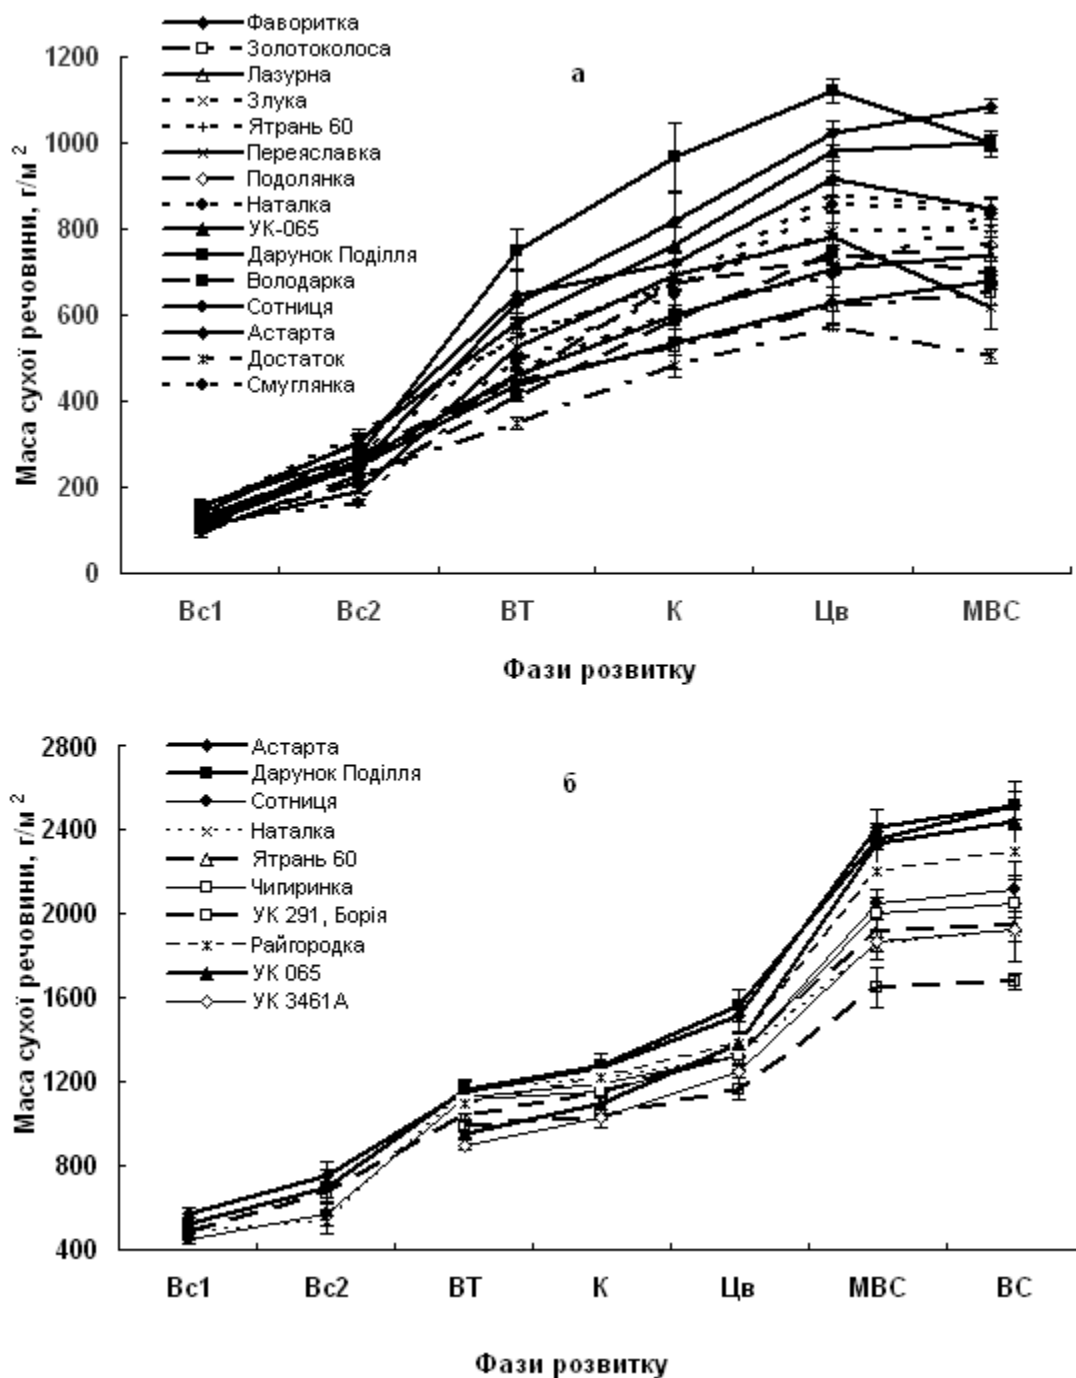 Фаворитка
Золотоколоса
Лазурна
Злука
Ятрань 60
Переяславка
Подолянка
Наталка
УК-065
Дарунок Поділля
Володарка
Сотниця
Астарта
Достаток
Смуглянка
а
Маса сухої речовини, г/м 2
1200
1000
800
600
400
200
0
Вс1 Вс2 ВТ К Цв МВС
Фази розвитку
Астарта
Дарунок Поділля
Сотниця
Наталка
Ятрань 60
Чигиринка
УК 291, Борія
Райгородка
УК 065
УК 3461А
б
Маса сухої речовини, г/м 2
2800
2400
2000
1600
1200
800
400
Вс1 Вс2 ВТ К Цв МВС ВС
Фази розвитку